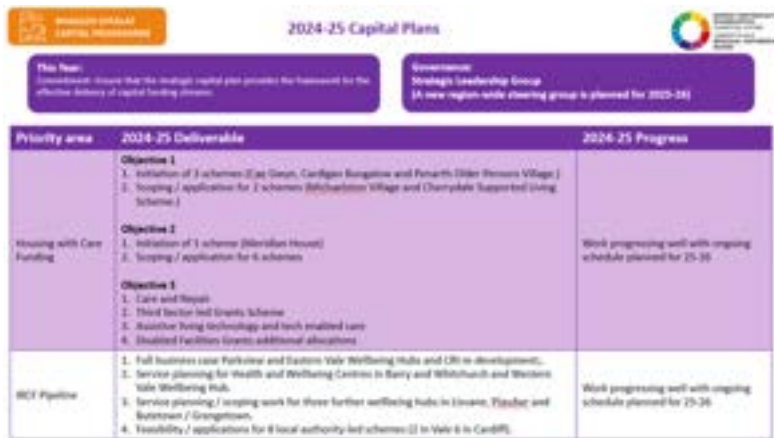 CAPITAL PROGRAMME
2024-25 Capital Plans
This Year:
Commitment: Ensure that the strategic capital plan provides the framework for the
effective delivery of capital funding streams
Governance:
Strategic Leadership Group
(A new region-wide steering group is planned for 2025-26)
Priority area
2024-25 Deliverable
2024-25 Progress
Housing with Care
Funding
Objective 1
1. Initiation of 3 schemes (Cae Gwyn, Cardigan Bungalow and Penarth Older Persons Village )
2. Scoping / application for 2 schemes (Village and Cherrydale Supported Living
Scheme.)
Objective 2
1. Initiation of 1 scheme (Meridian House)
2. Scoping / application for 6 schemes
Objective 3
1. Care and Repair
2. Third Sector led Grants Scheme
3. Assistive living technology and tech enabled care
4. Disabled Facilities Grants additional allocations
Work progressing well with ongoing
schedule planned for 25-26
Pipeline
1. Full business case Parkview and Eastern Vale Wellbeing Hubs and CRI re-development.
2. Service planning for Health and Wellbeing Centres in Barry and Whitchurch and Western
Vale Wellbeing Hub.
3. Service planning / scoping work for three further wellbeing hubs in and
Butetown / Grangetown.
4. Feasibility / applications for 8 local authority-led schemes (2 in Vale 6 in Cardiff).
Work progressing well with ongoing
schedule planned for 25-26